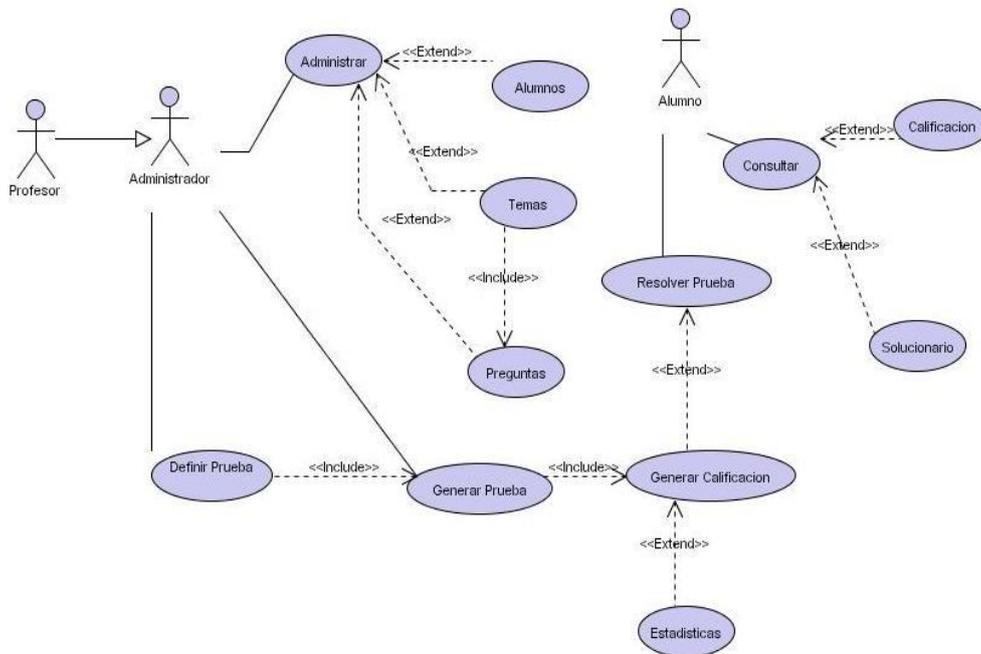 Administrar
<<Extend>>
Alumnos
Alumno
Profesor
Administrador
<<Extend>>
Calificacion
Consultar
<<Extend>>
Temas
<<Extend>>
<<Extend>>
<<Include>>
Resolver Prueba
Solucionario
Preguntas
<<Extend>>
Definir Prueba
<<Include>>
Generar Prueba
<<Include>>
Generar Calificacion
<<Extend>>
Estadisticas